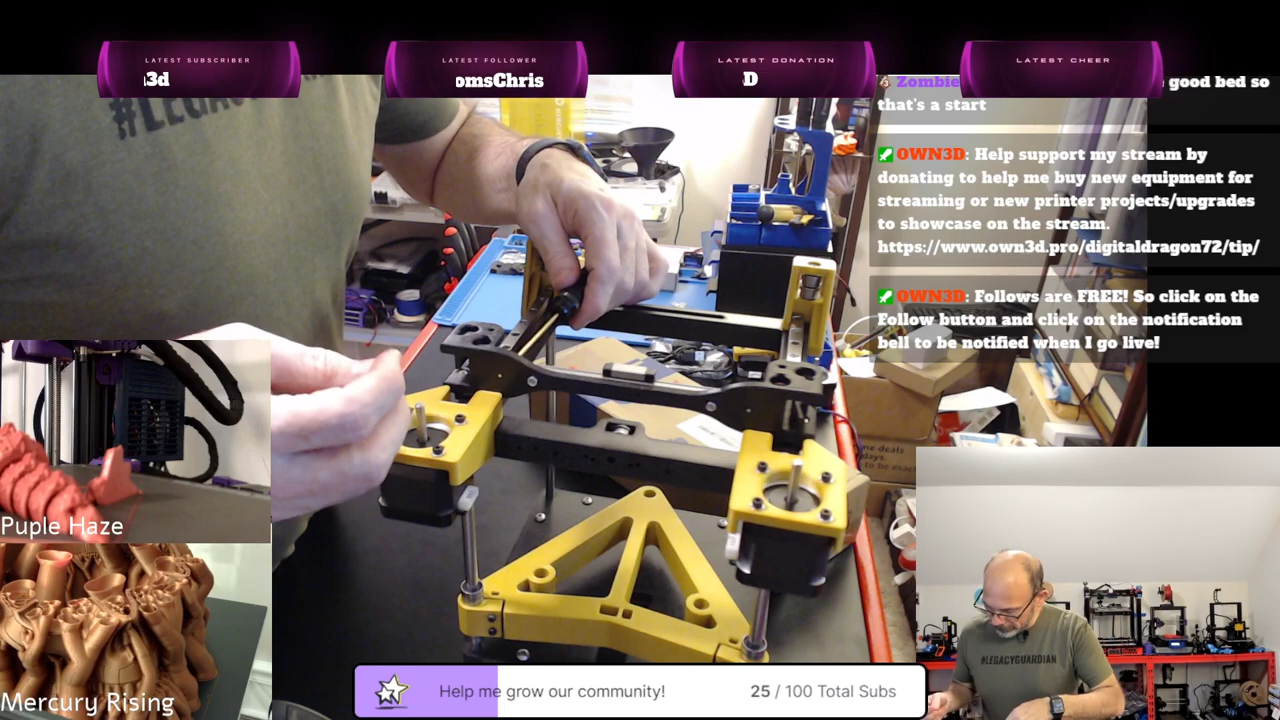 LATEST SUBSCRIBER
3d
LATEST FOLLOWER
omsChris
LATEST DONATION
D
LATEST CHEER
Zombie
good bed so
that's a start
OWN3D: Help support my stream by
donating to help me buy new equipment for
streaming or new printer projects/upgrades
to showcase on the stream.
https://www.own3d.pro/digitaldragon72/tip/
OWN3D: Follows are FREE! So click on the
Follow button and click on the notification
bell to be notified when I go live!
Puple Haze
Mercury Rising
#LEGACYGUARDIAN
Help me grow our community!
25 / 100 Total Subs